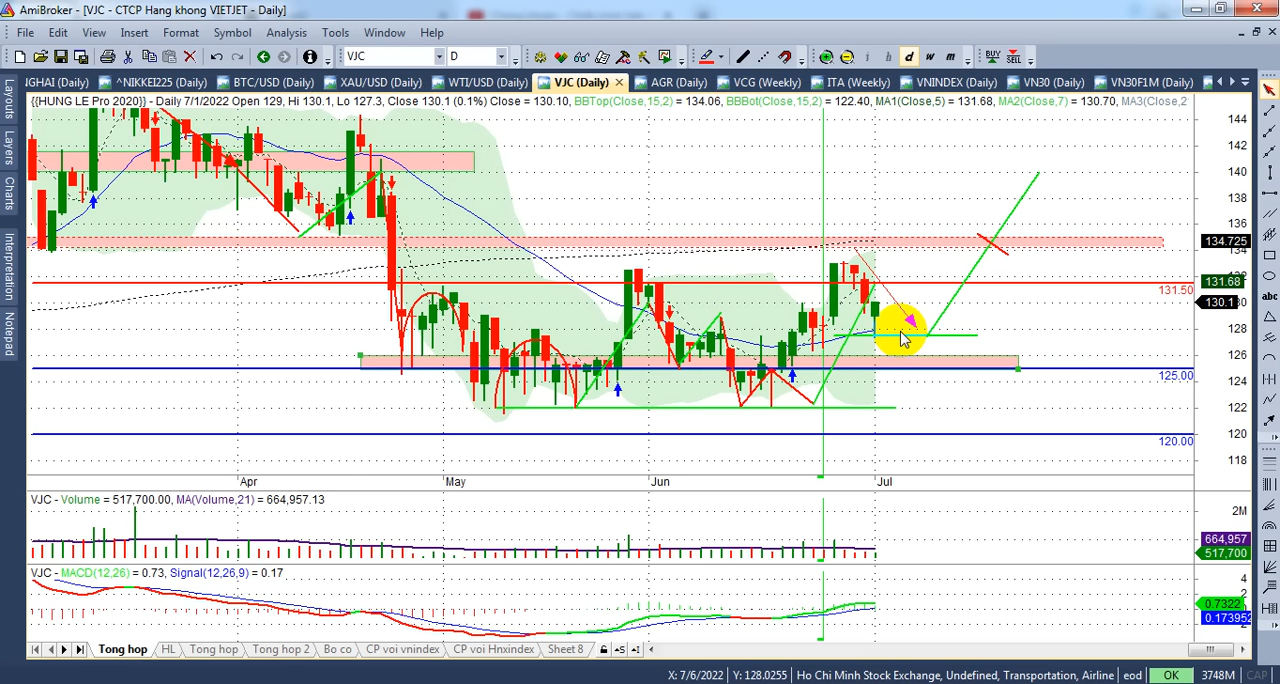 AmiBroker - [VJC - CTCP Hang khong VIETJET - Daily]
File Edit View Insert Format Symbol Analysis Tools Window Help
VJC D i h d w m BUY SELL
IGHAI (Daily) ^NIKKEI225 (Daily) BTC/USD (Daily) XAU/USD (Daily) WTI/USD (Daily) VJC (Daily) AGR (Daily) VCG (Weekly) ITA (Weekly) VNINDEX (Daily) VN30 (Daily) VN30F1M (Daily)
Layouts
Layers
Charts
Interpretation
Notepad
{{HUNG LE Pro 2020}} - Daily 7/1/2022 Open 129, Hi 130.1, Lo 127.3, Close 130.1 (0.1%) Close = 130.10, BBTop(Close,15,2) = 134.06, BBBot(Close,15,2) = 122.40, MA1(Close,5) = 131.68, MA2(Close,7) = 130.70, MA3(Close,2
144
142
140
138
136
134.725
134
131.68
131.50
130.1
128
126
125.00
124
122
120
120.00
118
Apr May Jun Jul
VJC - Volume = 517,700.00, MA(Volume,21) = 664,957.13
2M
664,957
517,700
VJC - MACD(12,26) = 0.73, Signal(12,26,9) = 0.17
4
2
0.7322
0.173952
abc
Tong hop HL Tong hop Tong hop 2 Bo co CP voi vnindex CP voi Hnxindex Sheet 8
X: 7/6/2022 Y: 128.0255 Ho Chi Minh Stock Exchange, Undefined, Transportation, Airline eod OK 3748M CAP